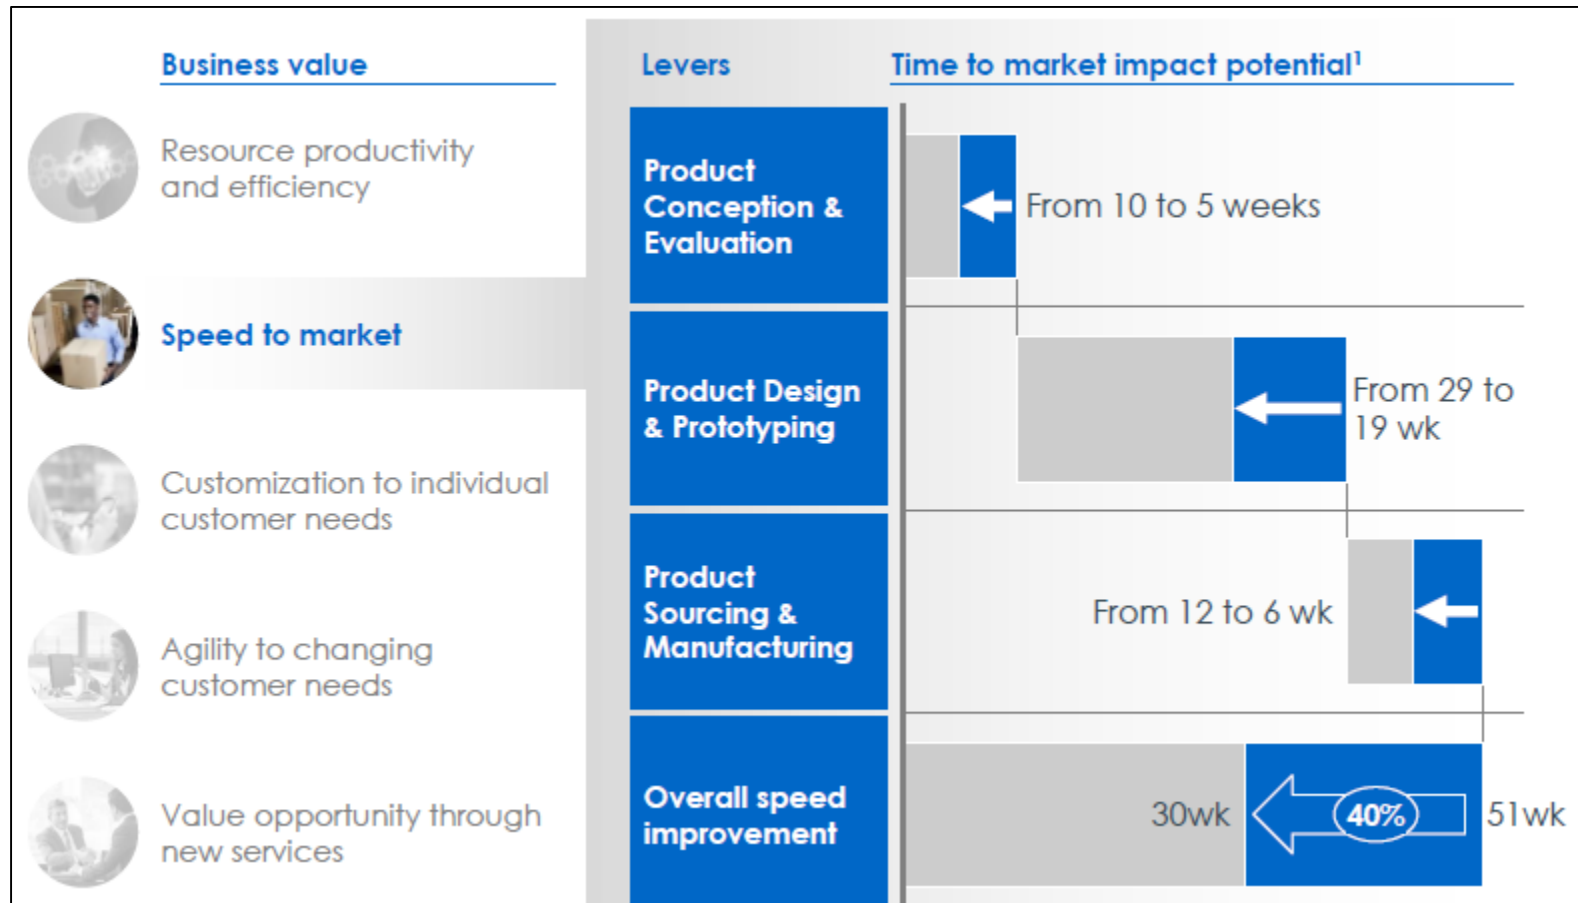 Business value
Levers
Time to market impact potential¹
Resource productivity
and efficiency
Speed to market
Customization to individual
customer needs
Agility to changing
customer needs
Value opportunity through
new services
Product
Conception &
Evaluation
From 10 to 5 weeks
Product Design
& Prototyping
From 29 to
19 wk
Product
Sourcing &
Manufacturing
From 12 to 6 wk
Overall speed
improvement
30wk
40%
51wk